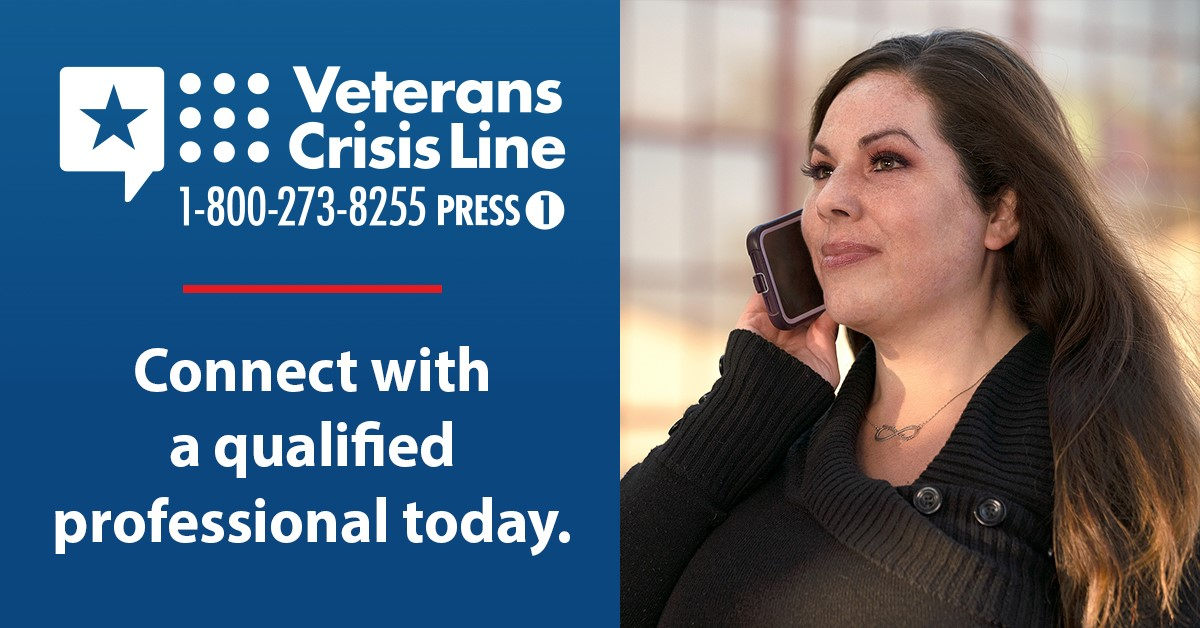 Veterans
Crisis Line
1-800-273-8255 PRESS 1
Connect with
a qualified
professional today.